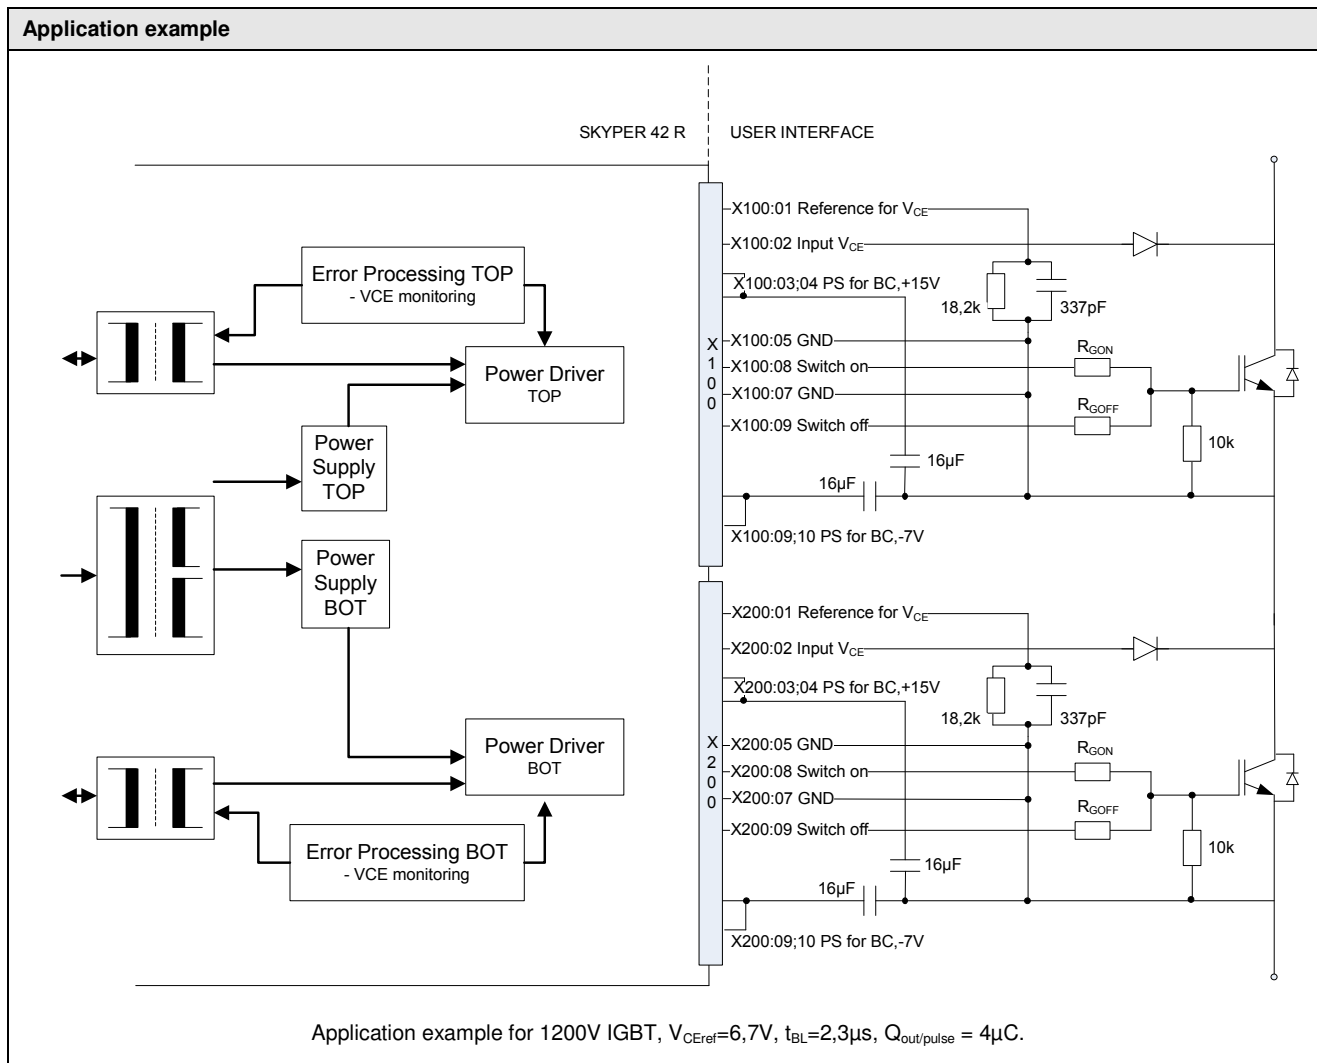 Application example
SKYPER 42 R
USER INTERFACE
X100:01 Reference for VCE
X100:02 Input VCE
Error Processing TOP
- VCE monitoring
X100:03;04 PS for BC,+15V
18,2k
337pF
X
1
0
0
X100:05 GND
RGON
X100:08 Switch on
Power Driver
TOP
X100:07 GND
RGOFF
X100:09 Switch off
Power
Supply
TOP
10k
16µF
16µF
X100:09;10 PS for BC,-7V
Power
Supply
BOT
X200:01 Reference for VCE
X200:02 Input VCE
X200:03;04 PS for BC,+15V
18,2k
337pF
X
2
0
0
Power Driver
BOT
X200:05 GND
RGON
X200:08 Switch on
X200:07 GND
RGOFF
X200:09 Switch off
Error Processing BOT
- VCE monitoring
10k
16µF
16µF
X200:09;10 PS for BC,-7V
Application example for 1200V IGBT, VCEref=6,7V, tBL=2,3µs, Qout/pulse = 4µC.